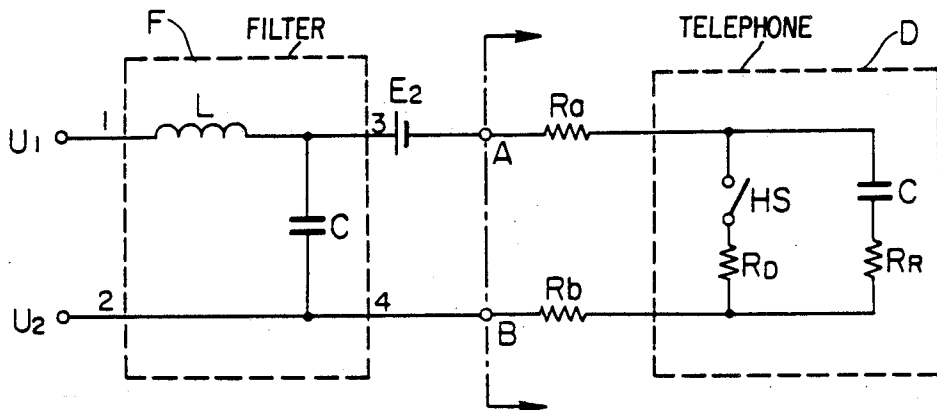 F FILTER TELEPHONE D
U1 1 L 3 E2 A Ra
C HS C
RD RR
U2 2 4 B Rb